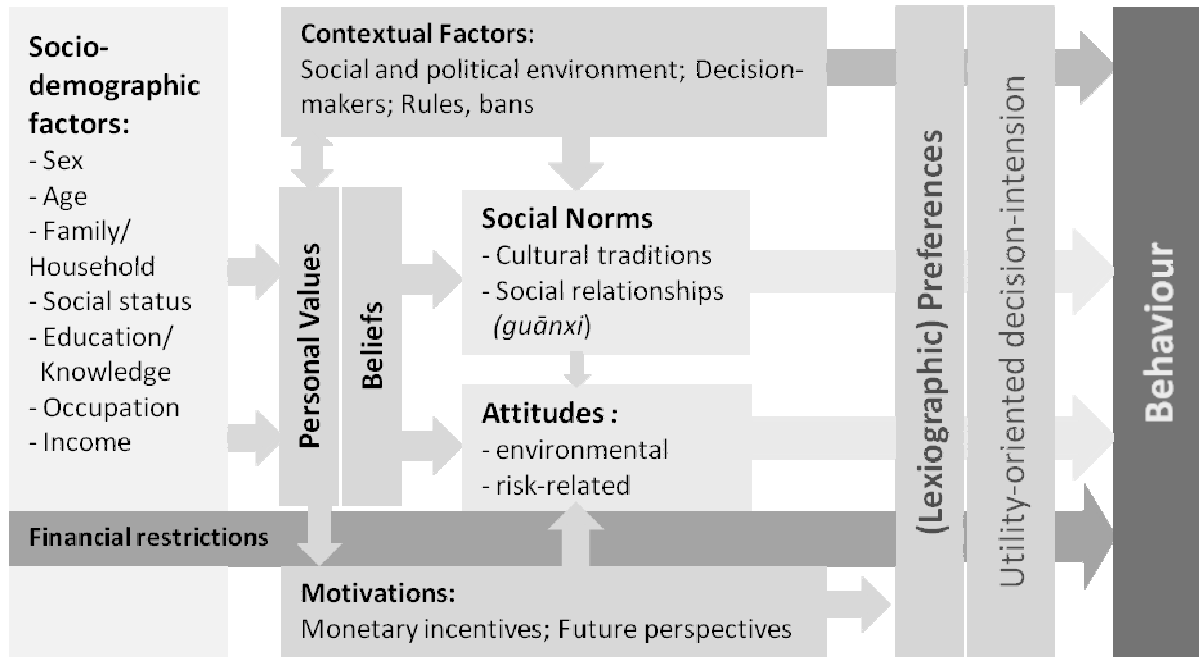 Socio-
demographic
factors:
- Sex
- Age
- Family/
Household
- Social status
- Education/
Knowledge
- Occupation
- Income
Financial restrictions
Contextual Factors:
Social and political environment; Decision-
makers; Rules, bans
Personal Values
Beliefs
Social Norms
- Cultural traditions
- Social relationships
(guānxi)
Attitudes :
- environmental
- risk-related
Motivations:
Monetary incentives; Future perspectives
(Lexiographic) Preferences
Utility-oriented decision-intension
Behaviour